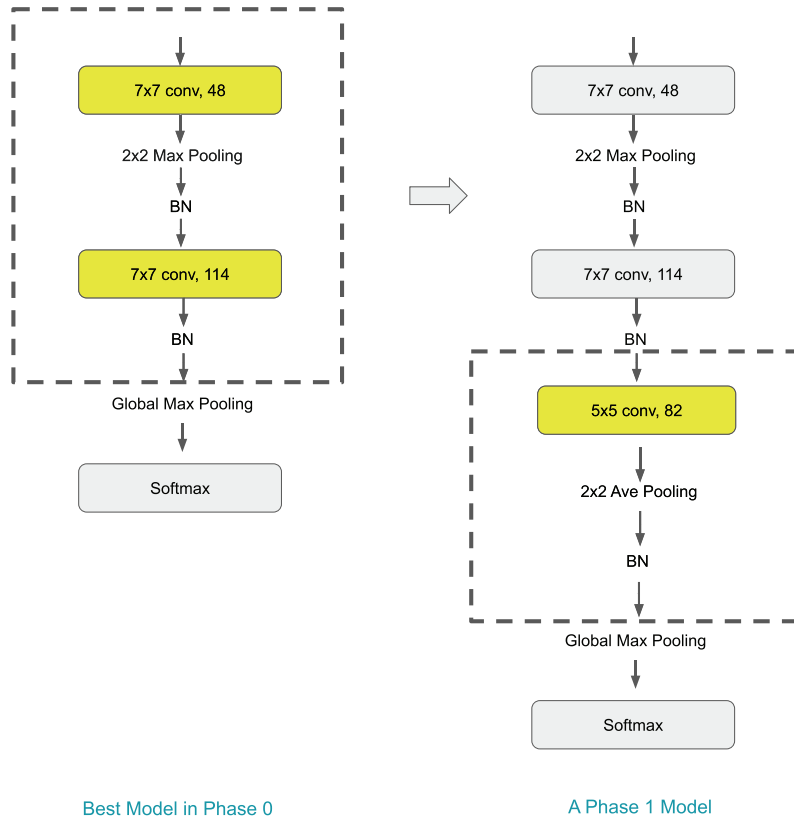 7x7 conv, 48
2x2 Max Pooling
BN
7x7 conv, 114
BN
Global Max Pooling
Softmax
Best Model in Phase 0
7x7 conv, 48
2x2 Max Pooling
BN
7x7 conv, 114
BN
5x5 conv, 82
2x2 Ave Pooling
BN
Global Max Pooling
Softmax
A Phase 1 Model